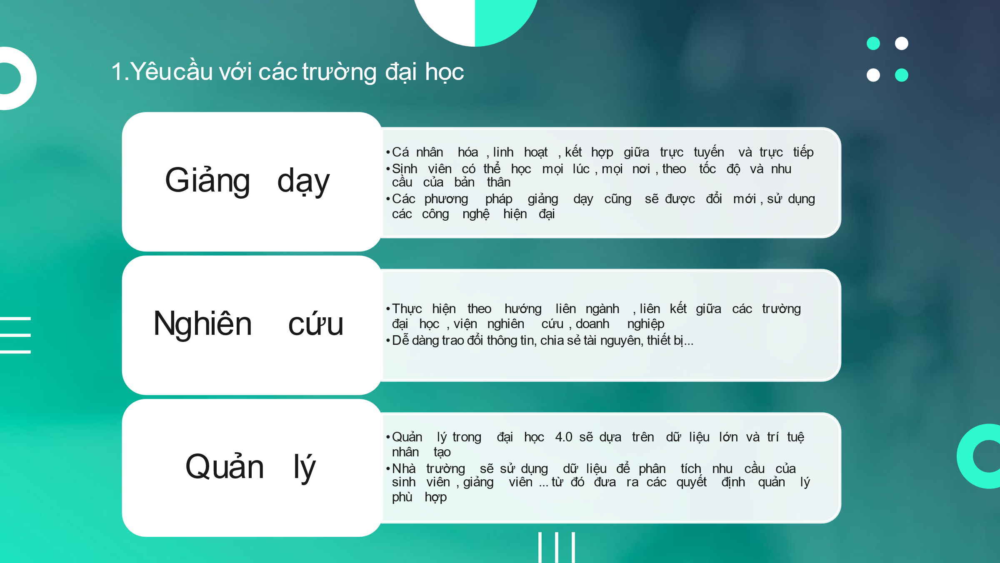 1.Yêu cầu với các trường đại học
Giảng dạy
•Cá nhân hóa , linh hoạt , kết hợp giữa trực tuyến và trực tiếp
•Sinh viên có thể học mọi lúc , mọi nơi , theo tốc độ và nhu
cầu của bản thân
•Các phương pháp giảng dạy cũng sẽ được đổi mới , sử dụng
các công nghệ hiện đại
Nghiên cứu
•Thực hiện theo hướng liên ngành , liên kết giữa các trường
đại học , viện nghiên cứu , doanh nghiệp
•Dễ dàng trao đổi thông tin, chia sẻ tài nguyên, thiết bị...
Quản lý
•Quản lý trong đại học 4.0 sẽ dựa trên dữ liệu lớn và trí tuệ
nhân tạo
•Nhà trường sẽ sử dụng dữ liệu để phân tích nhu cầu của
sinh viên , giảng viên ... từ đó đưa ra các quyết định quản lý
phù hợp